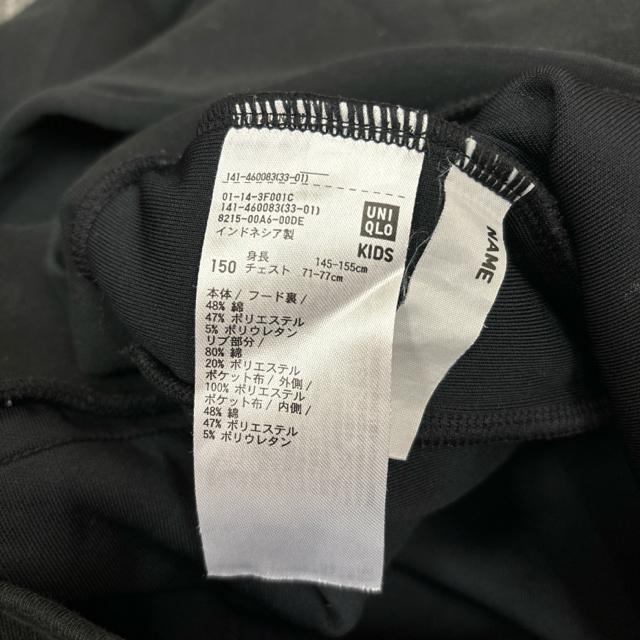 141-460083(33-01)
01-14-3F001C
141-460083(33-01)
8215-00A6-00DE
インドネシア製
UNI
QLO
KIDS
150 身長 145-155cm
チェスト 71-77cm
本体/フード裏/
48% 綿
47% ポリエステル
5% ポリウレタン
リブ部分/
80% 綿
20% ポリエステル
ポケット布/外側/
100% ポリエステル
ポケット布/内側/
48% 綿
47% ポリエステル
5% ポリウレタン
NAME